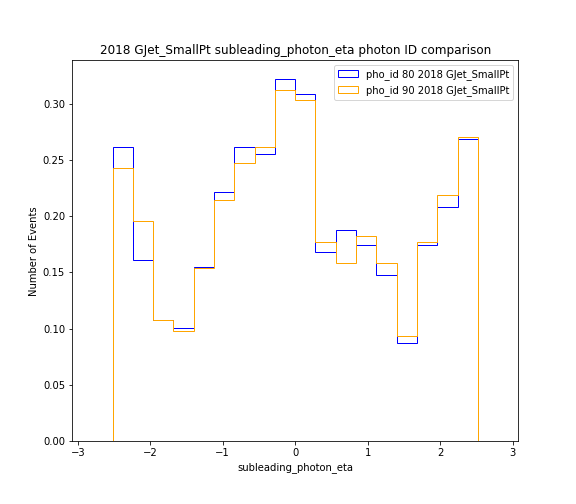 2018 GJet_SmallPt subleading_photon_eta photon ID comparison
pho_id 80 2018 GJet_SmallPt
pho_id 90 2018 GJet_SmallPt
Number of Events
0.30
0.25
0.20
0.15
0.10
0.05
0.00
−3 −2 −1 0 1 2 3
subleading_photon_eta